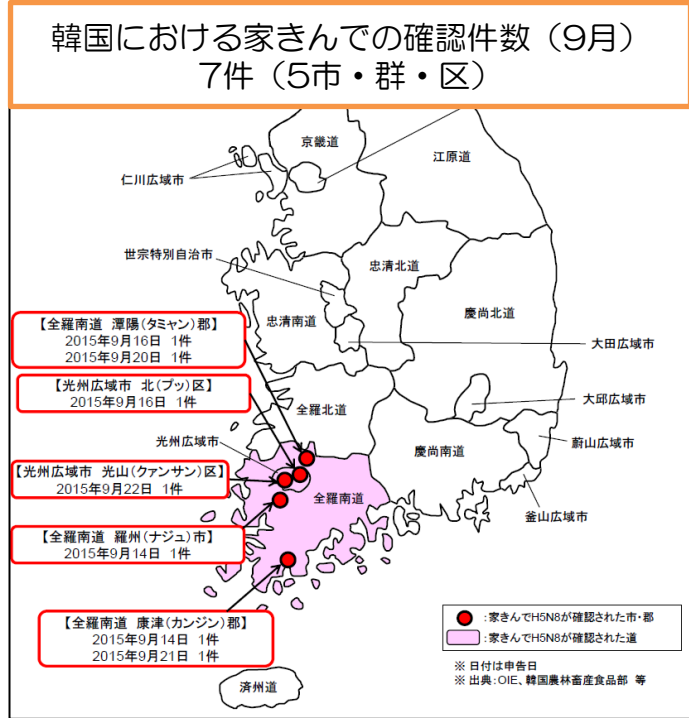 韓国における家きんでの確認件数（9月）
7件（5市・群・区）
京畿道
江原道
仁川広域市
世宗特別自治市
忠清北道
忠清南道
慶尚北道
大田広域市
【全羅南道 潭陽(タミャン)郡】
2015年9月16日 1件
2015年9月20日 1件
【光州広域市 北(プッ)区】
2015年9月16日 1件
全羅北道
大邱広域市
光州広域市
慶尚南道
蔚山広域市
【光州広域市 光山(クァンサン)区】
2015年9月22日 1件
全羅南道
釜山広域市
【全羅南道 羅州(ナジュ)市】
2015年9月14日 1件
【全羅南道 康津(カンジン)郡】
2015年9月14日 1件
2015年9月21日 1件
：家きんでH5N8が確認された市・郡
：家きんでH5N8が確認された道
※ 日付は申告日
※ 出典：OIE、韓国農林畜産食品部 等
済州道